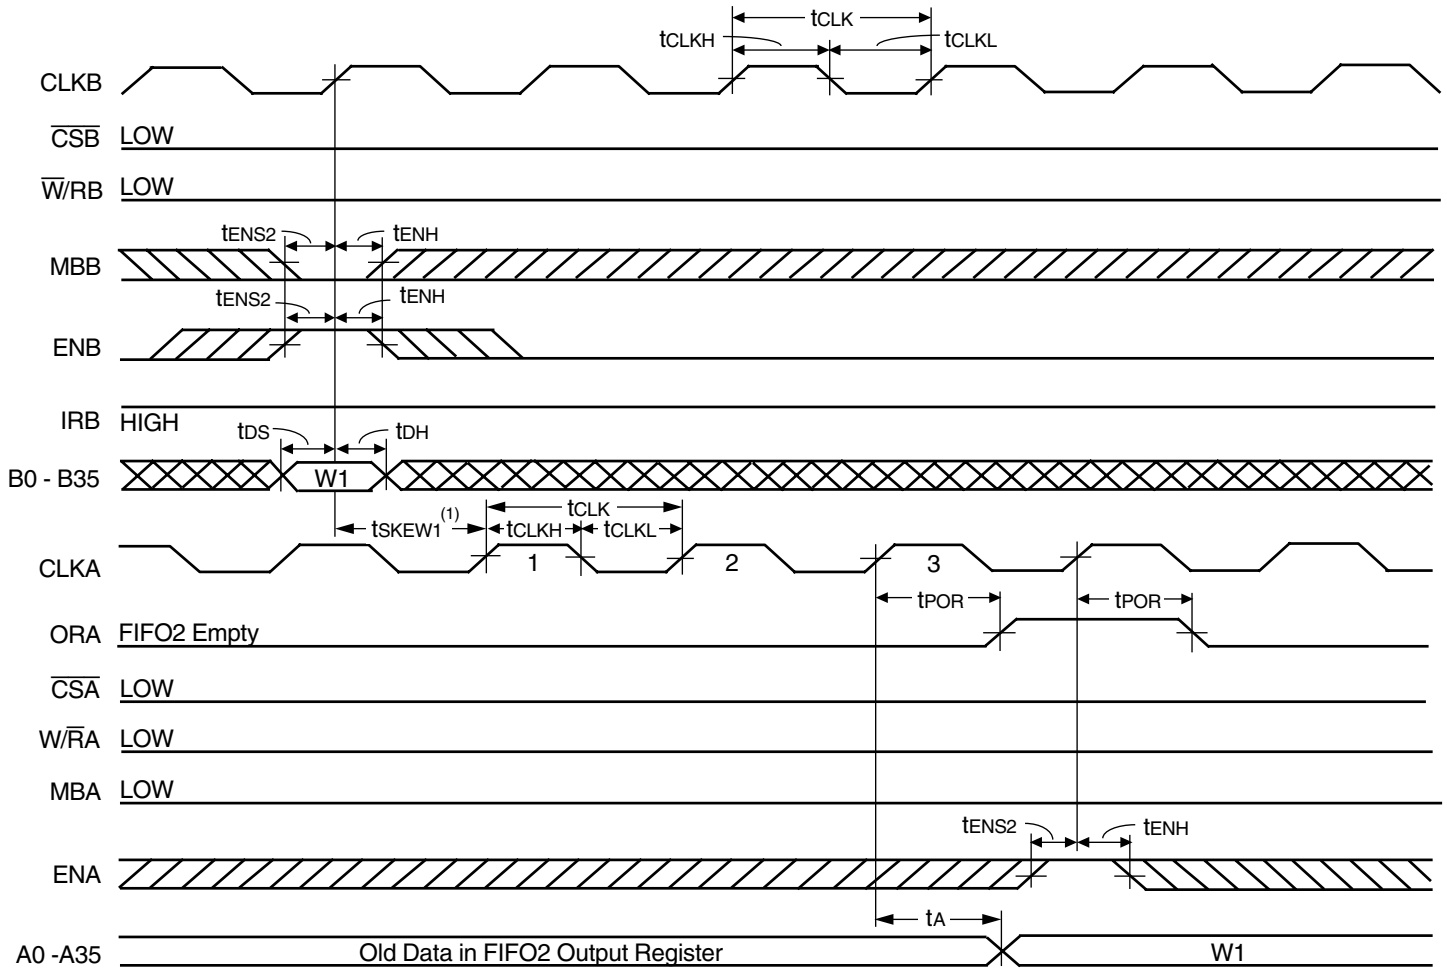 tCLK
tCLKH tCLKL
CLKB
CSB LOW
W/RB LOW
tENS2 tENH
MBB
tENS2 tENH
ENB
IRB HIGH
tDS tDH
B0 - B35 W1
tCLK
tSKEW1(1) tCLKH tCLKL
CLKA 1 2 3
tPOR tPOR
ORA FIFO2 Empty
CSA LOW
W/RA LOW
MBA LOW
tENS2 tENH
ENA
tA
A0 -A35 Old Data in FIFO2 Output Register W1